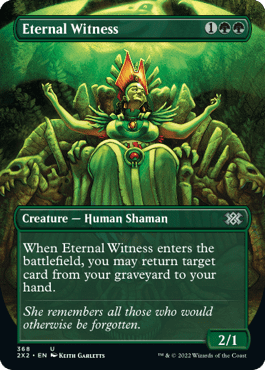 Eternal Witness 1
Creature — Human Shaman
When Eternal Witness enters the
battlefield, you may return target
card from your graveyard to your
hand.
She remembers all those who would
otherwise be forgotten.
2/1
368 U
2X2 • EN Keith Garletts
™ & © 2022 Wizards of the Coast